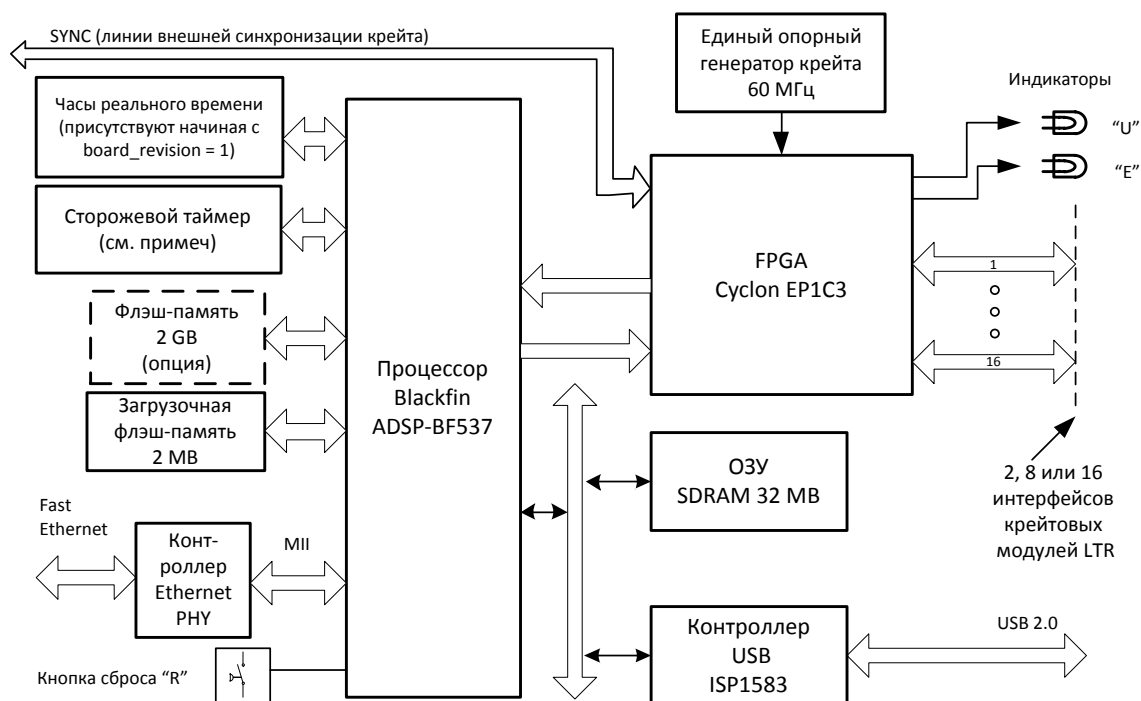 SYNC (линии внешней синхронизации крейта)
Единый опорный
генератор крейта
60 МГц
Индикаторы
“U”
“E”
Часы реального времени
(присутствуют начиная с
board_revision = 1)
Сторожевой таймер
(см. примеч)
Флэш-память
2 GB
(опция)
Загрузочная
флэш-память
2 MB
Процессор
Blackfin
ADSP-BF537
FPGA
Cyclon EP1C3
1
16
ОЗУ
SDRAM 32 MB
2, 8 или 16
интерфейсов
крейтовых
модулей LTR
Fast
Ethernet
Конт-
роллер
Ethernet
PHY
MII
Контроллер
USB
ISP1583
USB 2.0
Кнопка сброса “R”